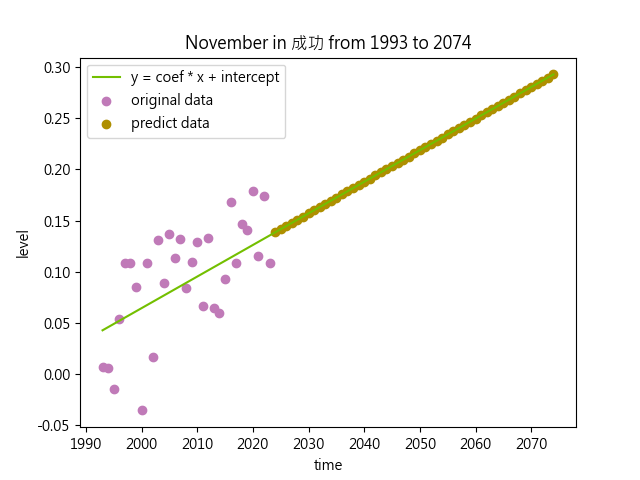 November in 成功 from 1993 to 2074
y = coef * x + intercept
original data
predict data
level
0.30
0.25
0.20
0.15
0.10
0.05
0.00
-0.05
1990 2000 2010 2020 2030 2040 2050 2060 2070
time